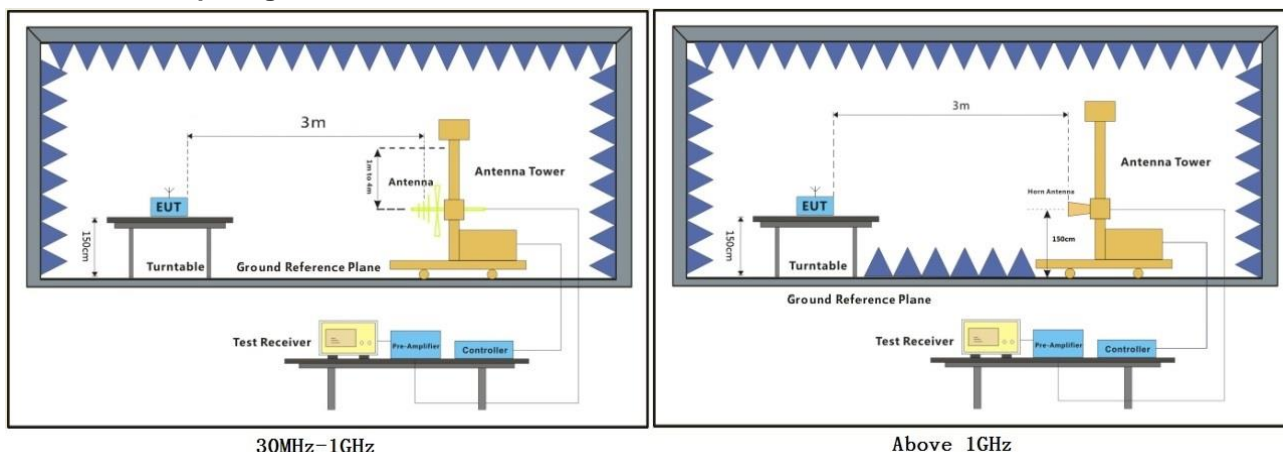 3m
1m to 4m
Antenna
Antenna Tower
EUT
150cm
Turntable
Ground Reference Plane
Test Receiver
Pre-Amplifier
Controller
30MHz-1GHz
3m
Antenna Tower
Horn Antenna
EUT
150cm
150cm
Turntable
Ground Reference Plane
Test Receiver
Pre-Amplifier
Controller
Above 1GHz